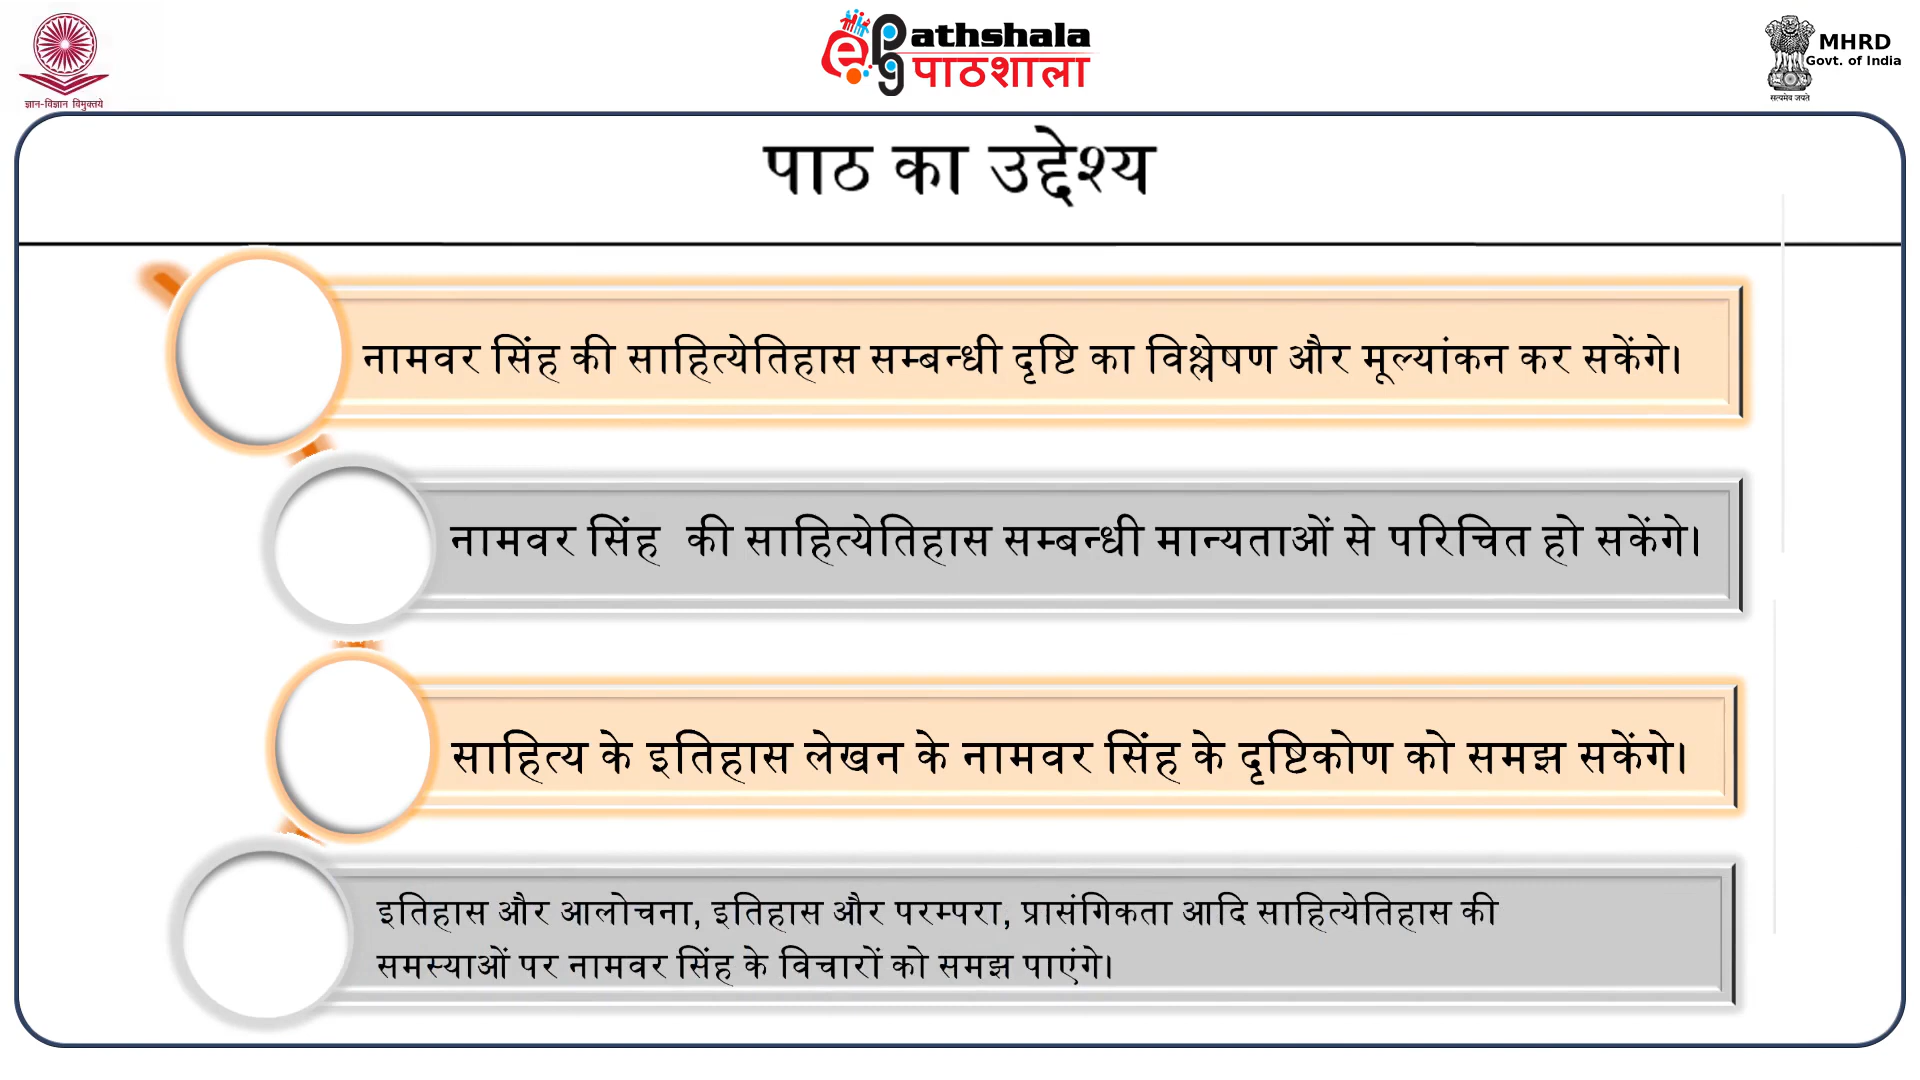 ज्ञान-विज्ञान विमुक्तये
ePathshala
पाठशाला
MHRD
Govt. of India
सत्यमेव जयते
पाठ का उद्देश्य
नामवर सिंह की साहित्येतिहास सम्बन्धी दृष्टि का विश्लेषण और मूल्यांकन कर सकेंगे।
नामवर सिंह की साहित्येतिहास सम्बन्धी मान्यताओं से परिचित हो सकेंगे।
साहित्य के इतिहास लेखन के नामवर सिंह के दृष्टिकोण को समझ सकेंगे।
इतिहास और आलोचना, इतिहास और परम्परा, प्रासंगिकता आदि साहित्येतिहास की
समस्याओं पर नामवर सिंह के विचारों को समझ पाएंगे।